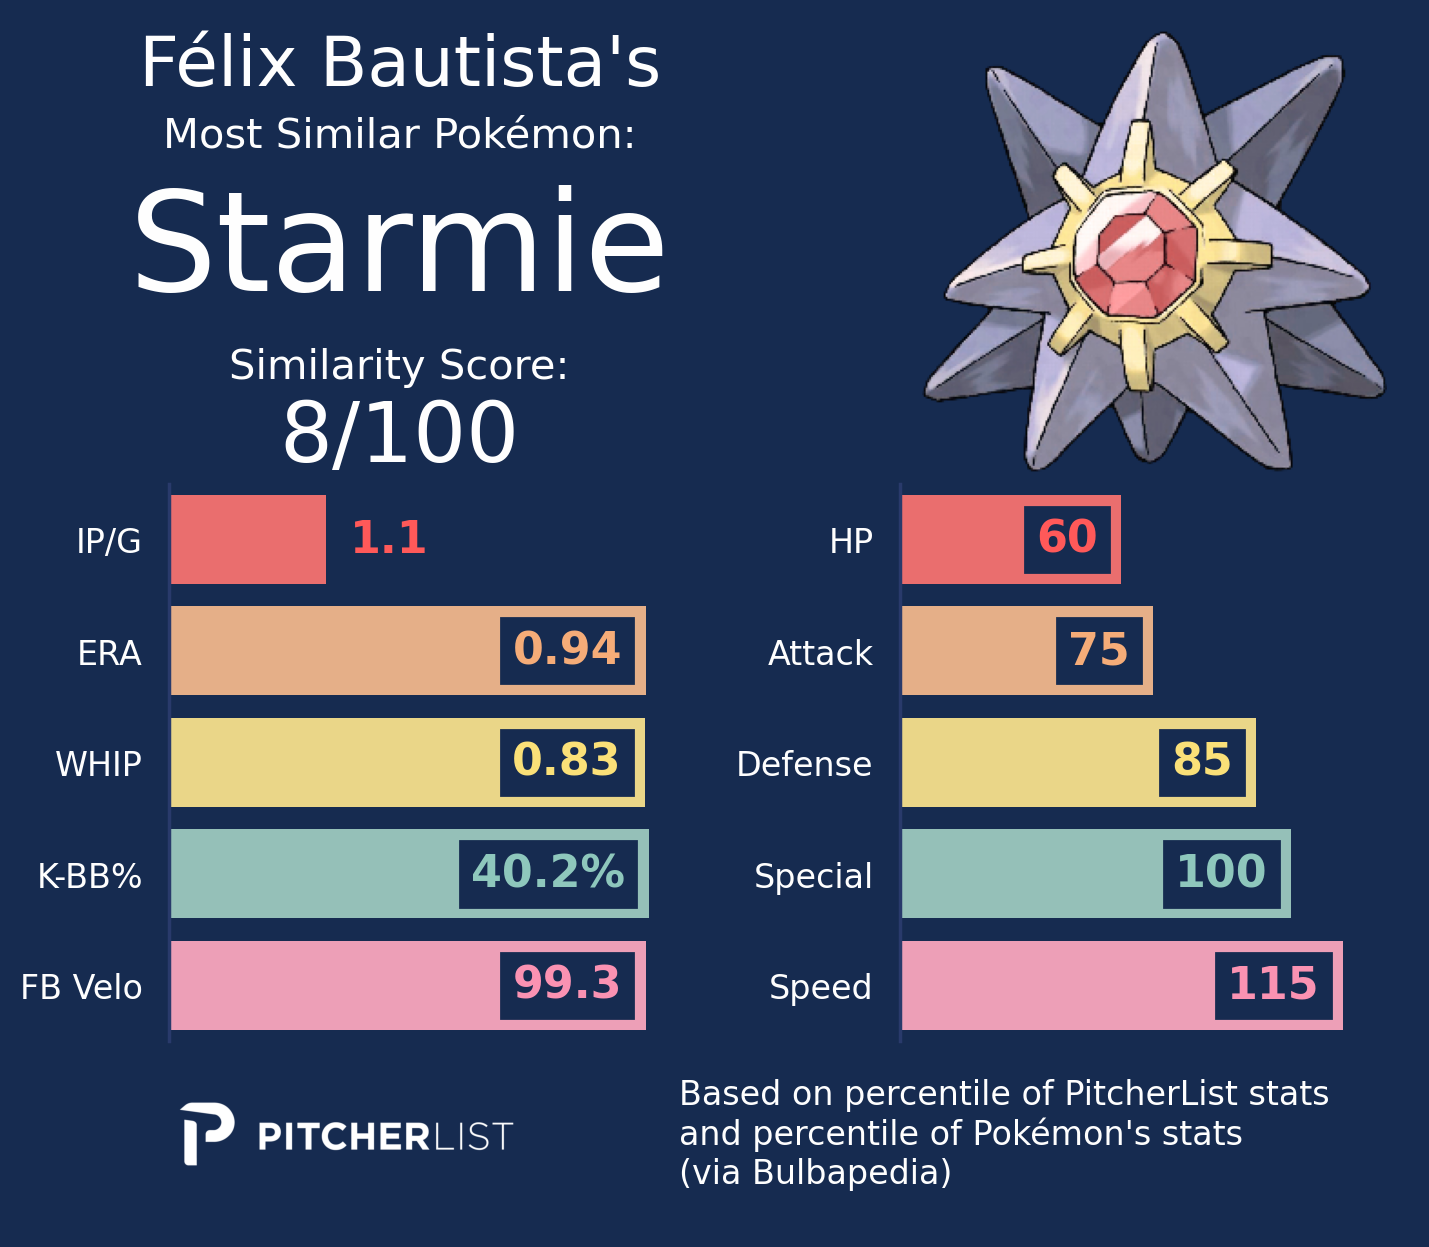 Félix Bautista's
Most Similar Pokémon:
Starmie
Similarity Score:
8/100
IP/G 1.1
ERA 0.94
WHIP 0.83
K-BB% 40.2%
FB Velo 99.3
HP 60
Attack 75
Defense 85
Special 100
Speed 115
PITCHERLIST
Based on percentile of PitcherList stats
and percentile of Pokémon's stats
(via Bulbapedia)